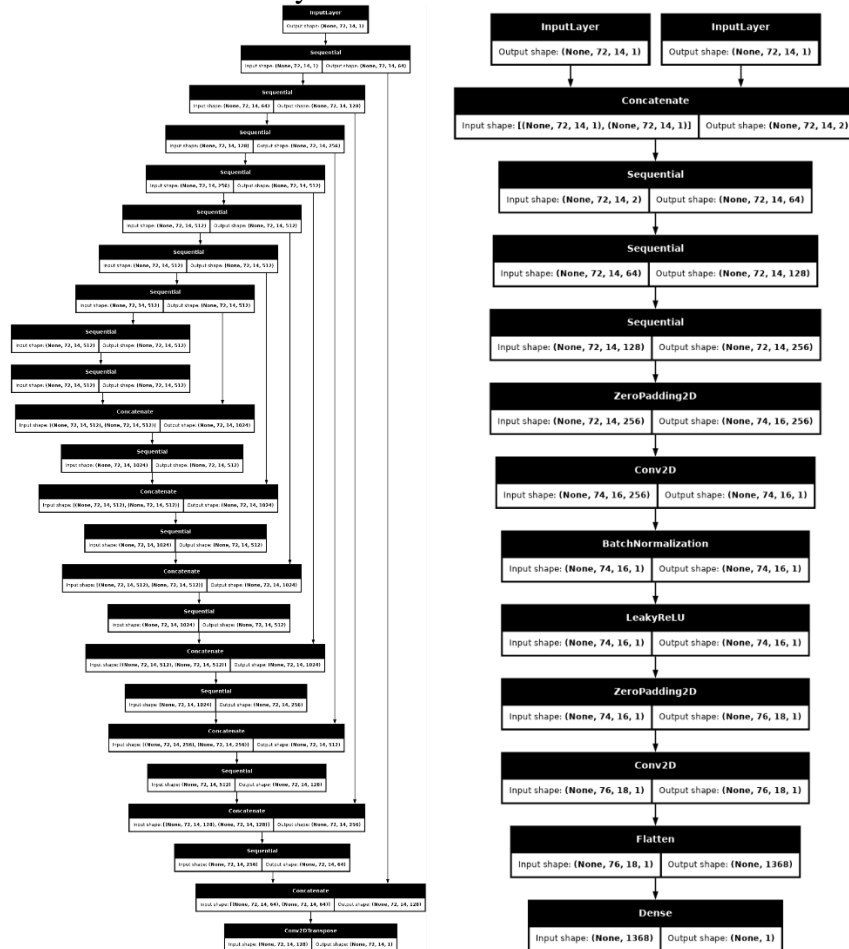 InputLayer
Output shape: (None, 72, 14, 1)
Sequential
Input shape: (None, 72, 14, 1) Output shape: (None, 72, 14, 64)
Sequential
Input shape: (None, 72, 14, 64) Output shape: (None, 72, 14, 128)
Sequential
Input shape: (None, 72, 14, 128) Output shape: (None, 72, 14, 256)
Sequential
Input shape: (None, 72, 14, 256) Output shape: (None, 72, 14, 512)
Sequential
Input shape: (None, 72, 14, 512) Output shape: (None, 72, 14, 512)
Sequential
Input shape: (None, 72, 14, 512) Output shape: (None, 72, 14, 512)
Sequential
Input shape: (None, 72, 14, 512) Output shape: (None, 72, 14, 512)
Sequential
Input shape: (None, 72, 14, 512) Output shape: (None, 72, 14, 512)
Sequential
Input shape: (None, 72, 14, 512) Output shape: (None, 72, 14, 512)
Concatenate
Input shape: [(None, 72, 14, 512), (None, 72, 14, 512)] Output shape: (None, 72, 14, 1024)
Sequential
Input shape: (None, 72, 14, 1024) Output shape: (None, 72, 14, 512)
Concatenate
Input shape: [(None, 72, 14, 512), (None, 72, 14, 512)] Output shape: (None, 72, 14, 1024)
Sequential
Input shape: (None, 72, 14, 1024) Output shape: (None, 72, 14, 512)
Concatenate
Input shape: [(None, 72, 14, 512), (None, 72, 14, 512)] Output shape: (None, 72, 14, 1024)
Sequential
Input shape: (None, 72, 14, 1024) Output shape: (None, 72, 14, 512)
Concatenate
Input shape: [(None, 72, 14, 512), (None, 72, 14, 512)] Output shape: (None, 72, 14, 1024)
Sequential
Input shape: (None, 72, 14, 1024) Output shape: (None, 72, 14, 256)
Concatenate
Input shape: [(None, 72, 14, 256), (None, 72, 14, 256)] Output shape: (None, 72, 14, 512)
Sequential
Input shape: (None, 72, 14, 512) Output shape: (None, 72, 14, 128)
Concatenate
Input shape: [(None, 72, 14, 128), (None, 72, 14, 128)] Output shape: (None, 72, 14, 256)
Sequential
Input shape: (None, 72, 14, 256) Output shape: (None, 72, 14, 64)
Concatenate
Input shape: [(None, 72, 14, 64), (None, 72, 14, 64)] Output shape: (None, 72, 14, 128)
Conv2DTranspose
Input shape: (None, 72, 14, 128) Output shape: (None, 72, 14, 1)
InputLayer InputLayer
Output shape: (None, 72, 14, 1) Output shape: (None, 72, 14, 1)
Concatenate
Input shape: [(None, 72, 14, 1), (None, 72, 14, 1)] Output shape: (None, 72, 14, 2)
Sequential
Input shape: (None, 72, 14, 2) Output shape: (None, 72, 14, 64)
Sequential
Input shape: (None, 72, 14, 64) Output shape: (None, 72, 14, 128)
Sequential
Input shape: (None, 72, 14, 128) Output shape: (None, 72, 14, 256)
ZeroPadding2D
Input shape: (None, 72, 14, 256) Output shape: (None, 74, 16, 256)
Conv2D
Input shape: (None, 74, 16, 256) Output shape: (None, 74, 16, 1)
BatchNormalization
Input shape: (None, 74, 16, 1) Output shape: (None, 74, 16, 1)
LeakyReLU
Input shape: (None, 74, 16, 1) Output shape: (None, 74, 16, 1)
ZeroPadding2D
Input shape: (None, 74, 16, 1) Output shape: (None, 76, 18, 1)
Conv2D
Input shape: (None, 76, 18, 1) Output shape: (None, 76, 18, 1)
Flatten
Input shape: (None, 76, 18, 1) Output shape: (None, 1368)
Dense
Input shape: (None, 1368) Output shape: (None, 1)